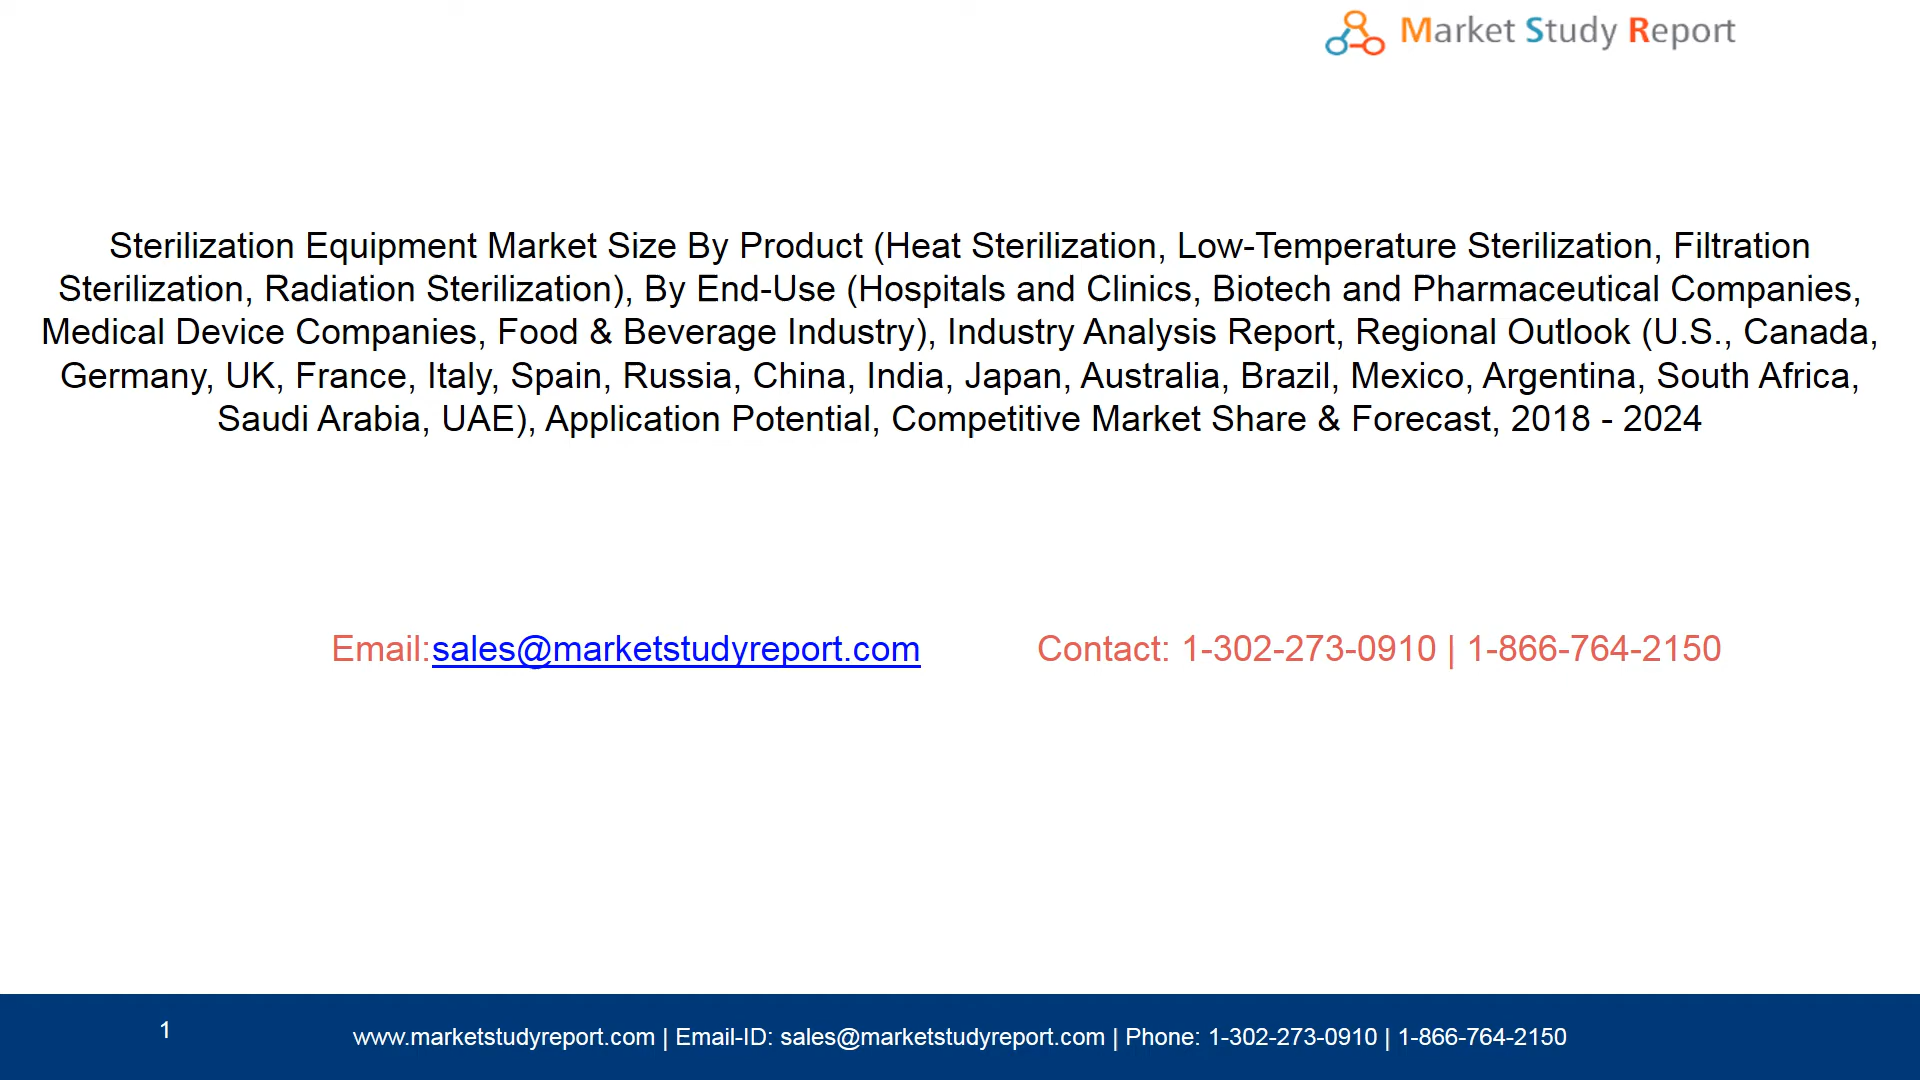 Market Study Report
Sterilization Equipment Market Size By Product (Heat Sterilization, Low-Temperature Sterilization, Filtration
Sterilization, Radiation Sterilization), By End-Use (Hospitals and Clinics, Biotech and Pharmaceutical Companies,
Medical Device Companies, Food & Beverage Industry), Industry Analysis Report, Regional Outlook (U.S., Canada,
Germany, UK, France, Italy, Spain, Russia, China, India, Japan, Australia, Brazil, Mexico, Argentina, South Africa,
Saudi Arabia, UAE), Application Potential, Competitive Market Share & Forecast, 2018 - 2024
Email:sales@marketstudyreport.com Contact: 1-302-273-0910 | 1-866-764-2150
1
www.marketstudyreport.com | Email-ID: sales@marketstudyreport.com | Phone: 1-302-273-0910 | 1-866-764-2150